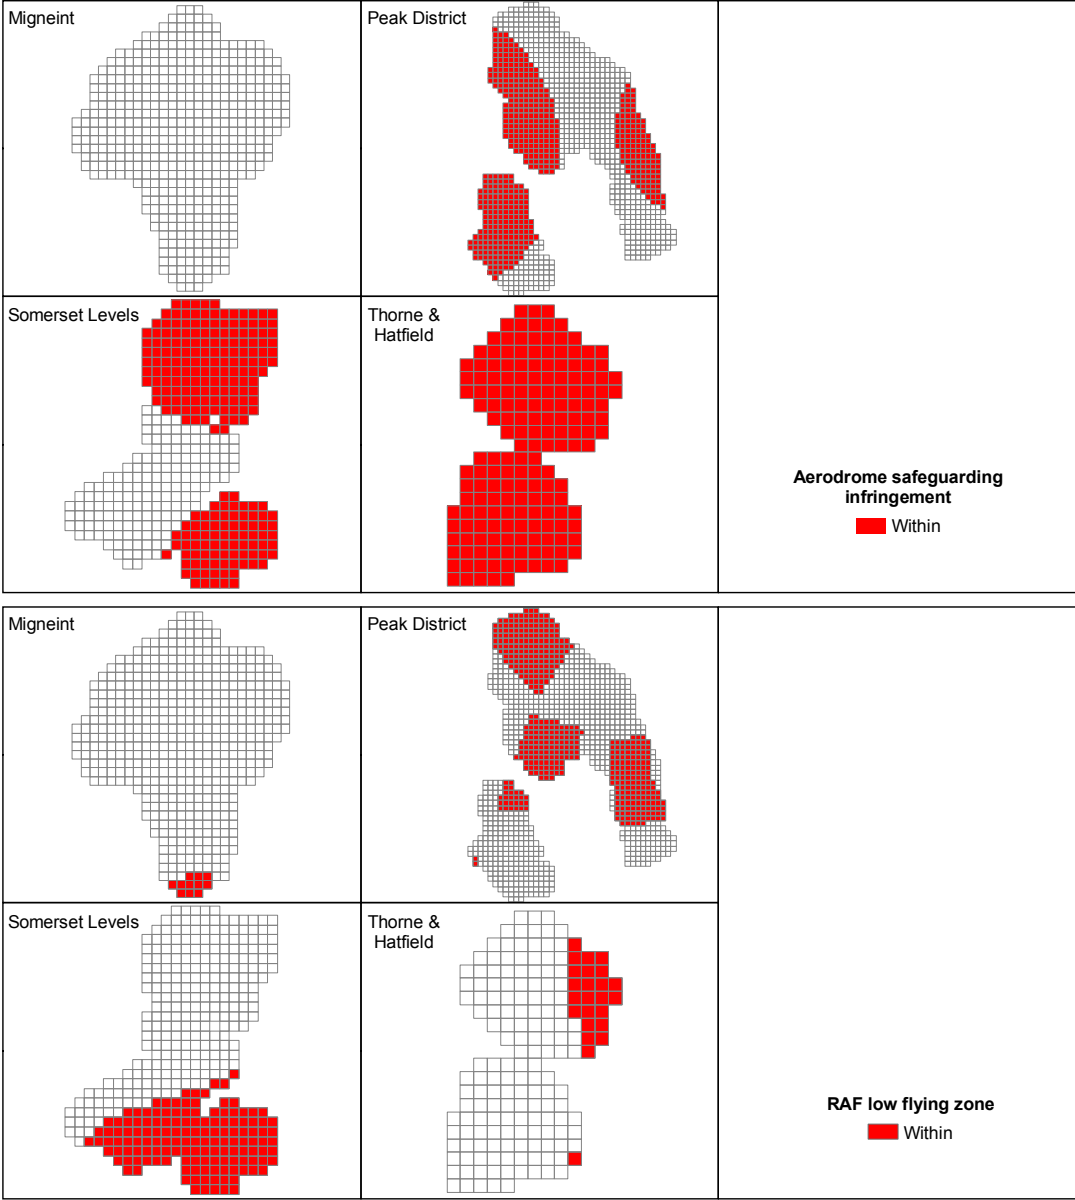 Migneint
Peak District
Somerset Levels
Thorne &
Hatfield
Aerodrome safeguarding
infringement
Within
Migneint
Peak District
Somerset Levels
Thorne &
Hatfield
RAF low flying zone
Within